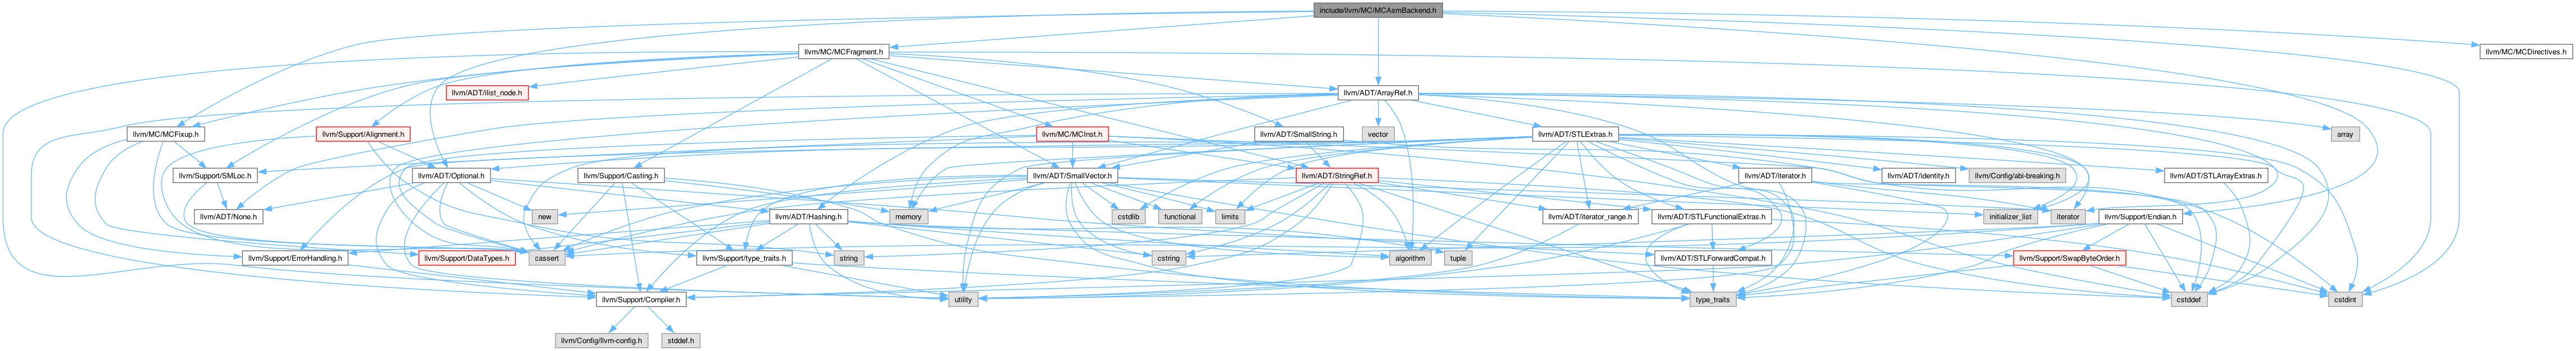 include/llvm/MC/MCAsmBackend.h
llvm/MC/MCFragment.h
llvm/MC/MCDirectives.h
llvm/ADT/ilist_node.h
llvm/ADT/ArrayRef.h
llvm/MC/MCFixup.h
llvm/Support/Alignment.h
llvm/MC/MCInst.h
llvm/ADT/SmallString.h
vector
llvm/ADT/STLExtras.h
array
llvm/Support/SMLoc.h
llvm/ADT/Optional.h
llvm/Support/Casting.h
llvm/ADT/SmallVector.h
llvm/ADT/StringRef.h
llvm/ADT/iterator.h
llvm/ADT/identity.h
llvm/Config/abi-breaking.h
llvm/ADT/STLArrayExtras.h
llvm/ADT/None.h
new
llvm/ADT/Hashing.h
memory
cstdlib
functional
limits
llvm/ADT/iterator_range.h
llvm/ADT/STLFunctionalExtras.h
initializer_list
iterator
llvm/Support/Endian.h
llvm/Support/ErrorHandling.h
llvm/Support/DataTypes.h
cassert
llvm/Support/type_traits.h
string
cstring
algorithm
tuple
llvm/ADT/STLForwardCompat.h
llvm/Support/SwapByteOrder.h
llvm/Support/Compiler.h
utility
type_traits
cstddef
cstdint
llvm/Config/llvm-config.h
stddef.h